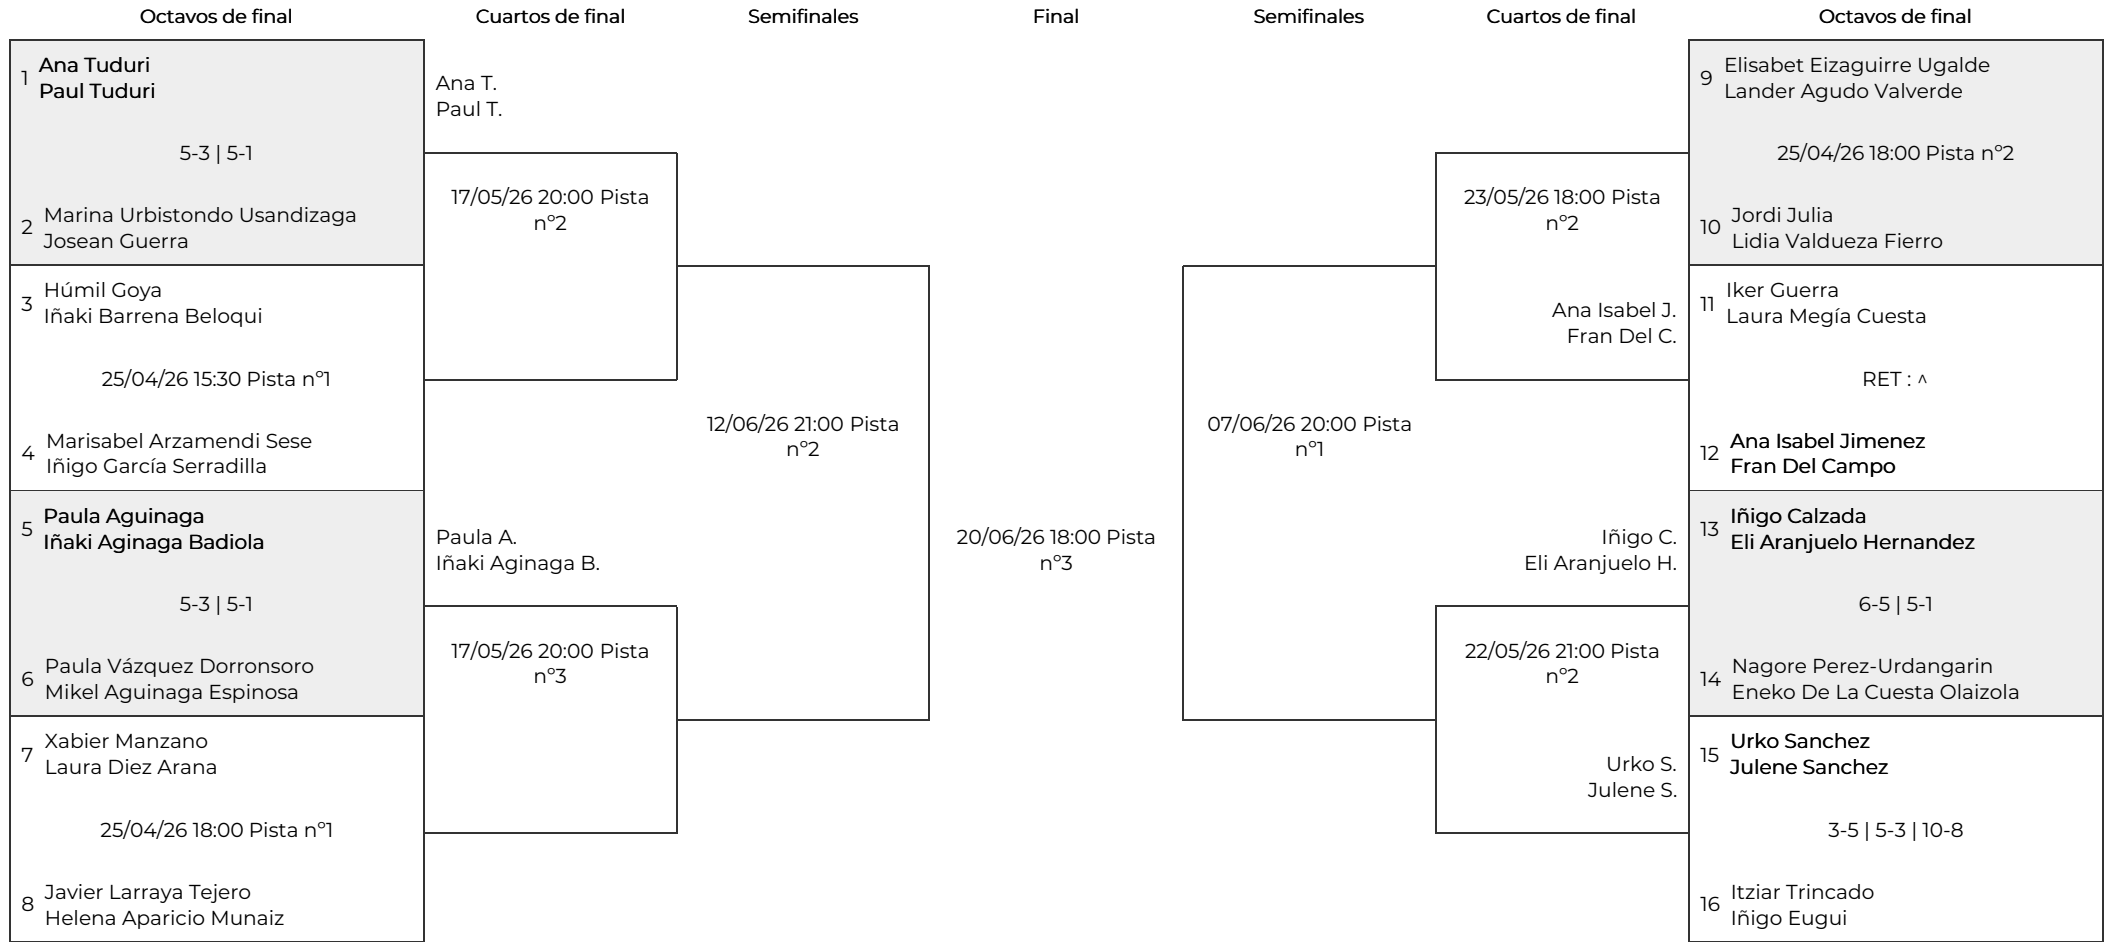 Octavos de final
Cuartos de final
Semifinales
Final
Semifinales
Cuartos de final
Octavos de final
1
Ana Tuduri
Paul Tuduri
5-3 | 5-1
2
Marina Urbistondo Usandizaga
Josean Guerra
3
Húmil Goya
Iñaki Barrena Beloqui
25/04/26 15:30 Pista nº1
4
Marisabel Arzamendi Sese
Iñigo García Serradilla
5
Paula Aguinaga
Iñaki Aginaga Badiola
5-3 | 5-1
6
Paula Vázquez Dorronsoro
Mikel Aguinaga Espinosa
7
Xabier Manzano
Laura Diez Arana
25/04/26 18:00 Pista nº1
8
Javier Larraya Tejero
Helena Aparicio Munaiz
Ana T.
Paul T.
17/05/26 20:00 Pista
nº2
Paula A.
Iñaki Aginaga B.
17/05/26 20:00 Pista
nº3
12/06/26 21:00 Pista
nº2
20/06/26 18:00 Pista
nº3
07/06/26 20:00 Pista
nº1
23/05/26 18:00 Pista
nº2
Ana Isabel J.
Fran Del C.
Iñigo C.
Eli Aranjuelo H.
22/05/26 21:00 Pista
nº2
Urko S.
Julene S.
9
Elisabet Eizaguirre Ugalde
Lander Agudo Valverde
25/04/26 18:00 Pista nº2
10
Jordi Julia
Lidia Valdueza Fierro
11
Iker Guerra
Laura Megía Cuesta
RET : ^
12
Ana Isabel Jimenez
Fran Del Campo
13
Iñigo Calzada
Eli Aranjuelo Hernandez
6-5 | 5-1
14
Nagore Perez-Urdangarin
Eneko De La Cuesta Olaizola
15
Urko Sanchez
Julene Sanchez
3-5 | 5-3 | 10-8
16
Itziar Trincado
Iñigo Eugui